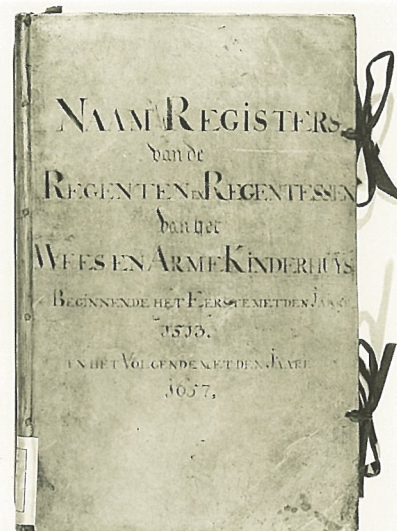 NAAM REGISTERS
van de
REGENTEN EN REGENTESSEN
van het
WEES EN ARME KINDERHUYS
BEGINNENDE HET EERSTE MET DEN JAARE
1513.
EN HET VOLGENDE MET DEN JAARE
1657,